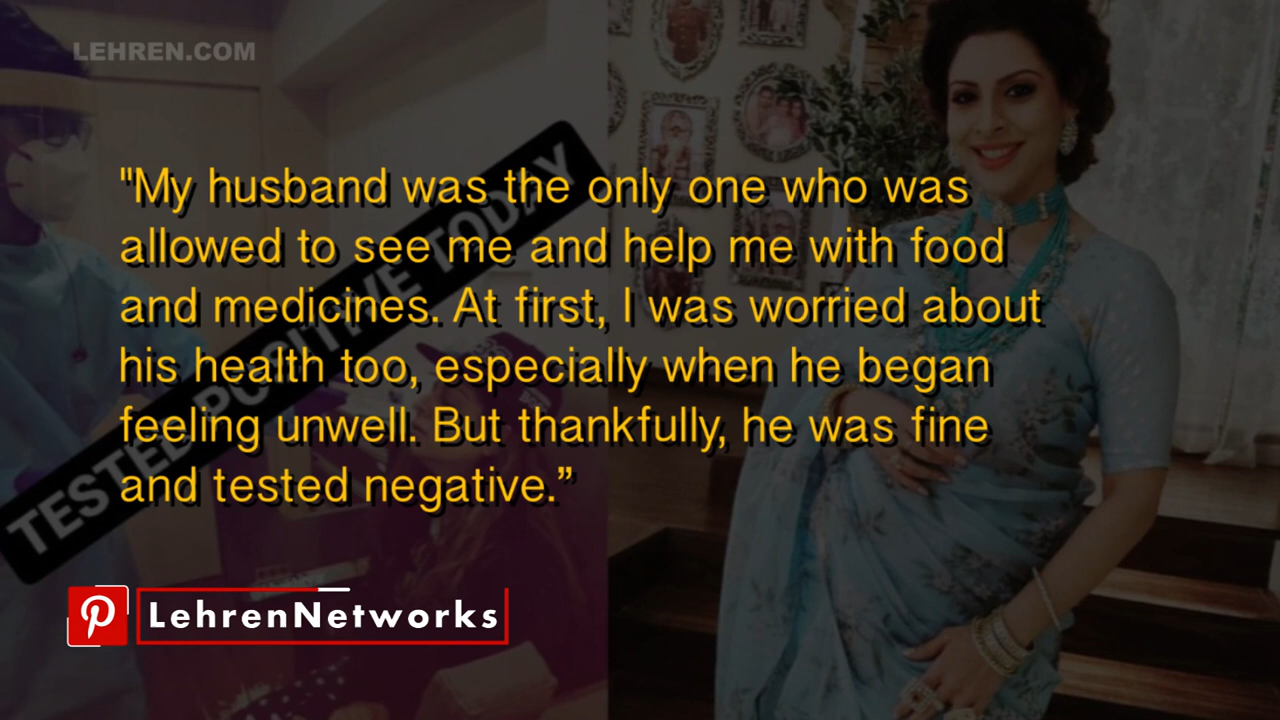 LEHREN.COM
"My husband was the only one who was
allowed to see me and help me with food
and medicines. At first, I was worried about
his health too, especially when he began
feeling unwell. But thankfully, he was fine
and tested negative.”
TESTED POSITIVE TODAY
LehrenNetworks